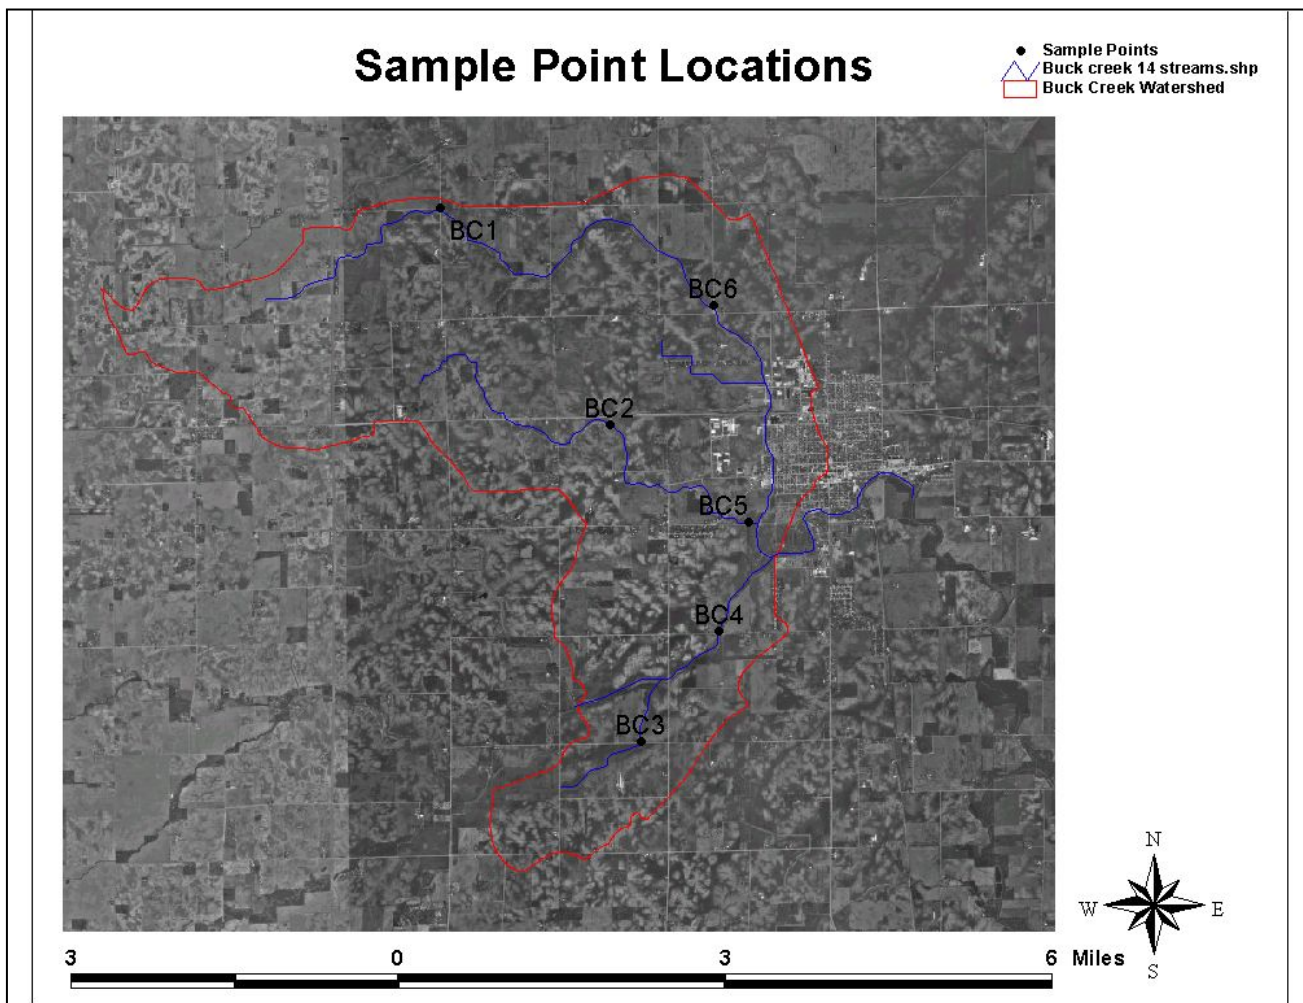 Sample Point Locations
Sample Points
Buck creek 14 streams.shp
Buck Creek Watershed
BC1
BC6
BC2
BC5
BC4
BC3
N
W E
S
3 0 3 6 Miles